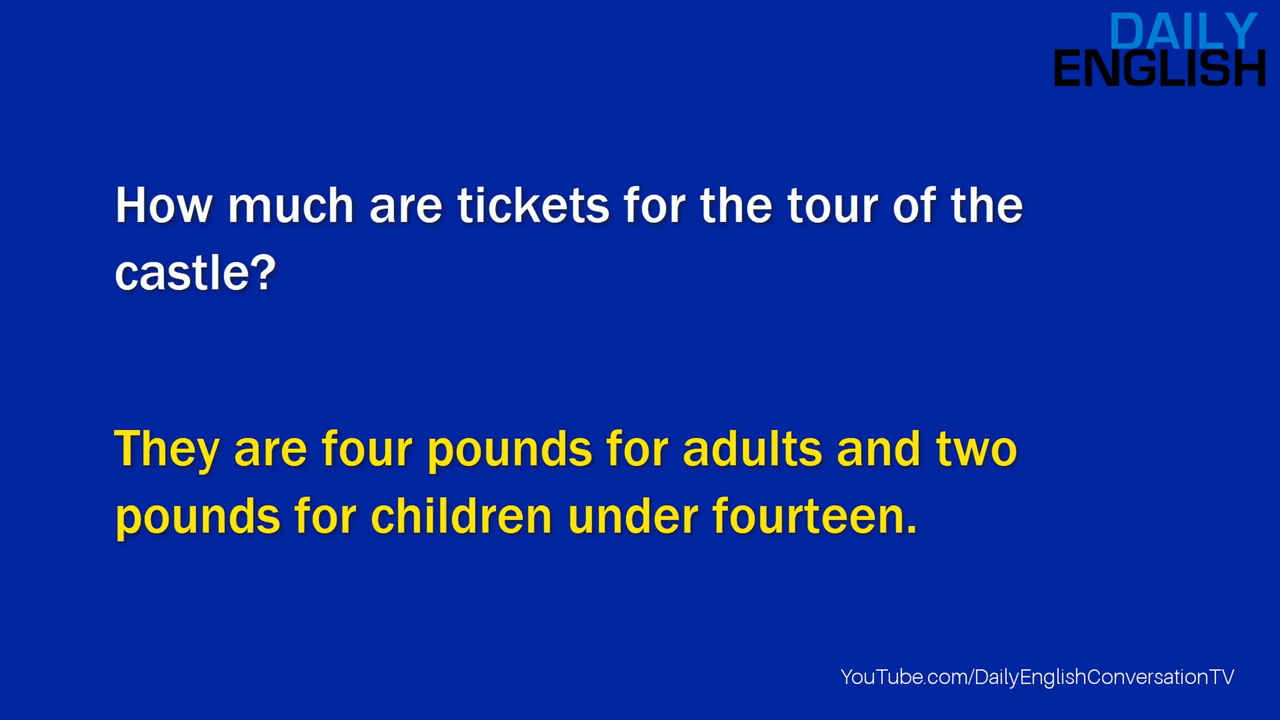 DAILY
ENGLISH
How much are tickets for the tour of the
castle?
They are four pounds for adults and two
pounds for children under fourteen.
YouTube.com/DailyEnglishConversationTV